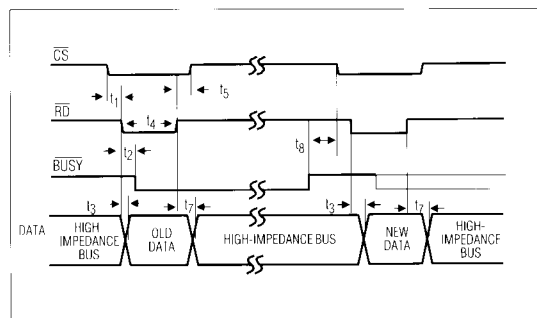 CS
t1
t5
RD
t4
t8
t2
BUSY
t3
t7
t3
t7
DATA
HIGH
IMPEDANCE
BUS
OLD
DATA
HIGH-IMPEDANCE BUS
NEW
DATA
HIGH-
IMPEDANCE
BUS